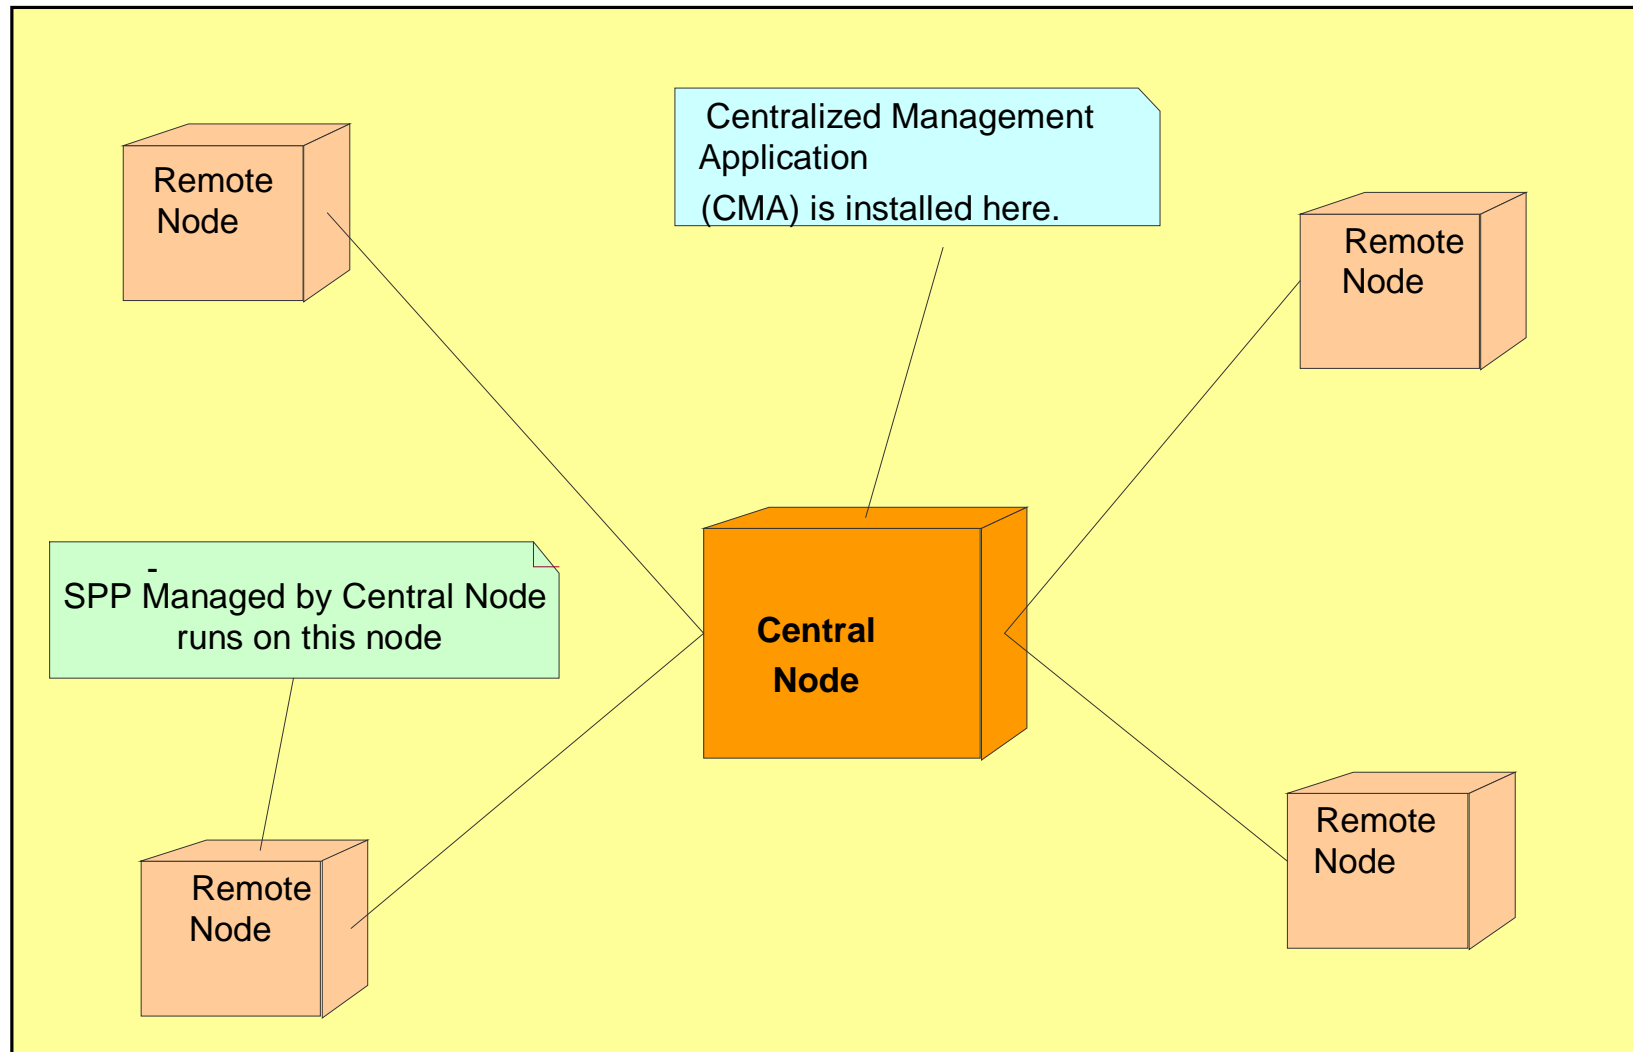 Centralized Management
Application
(CMA) is installed here.
Remote
Node
Remote
Node
-
SPP Managed by Central Node
runs on this node
Central
Node
Remote
Node
Remote
Node